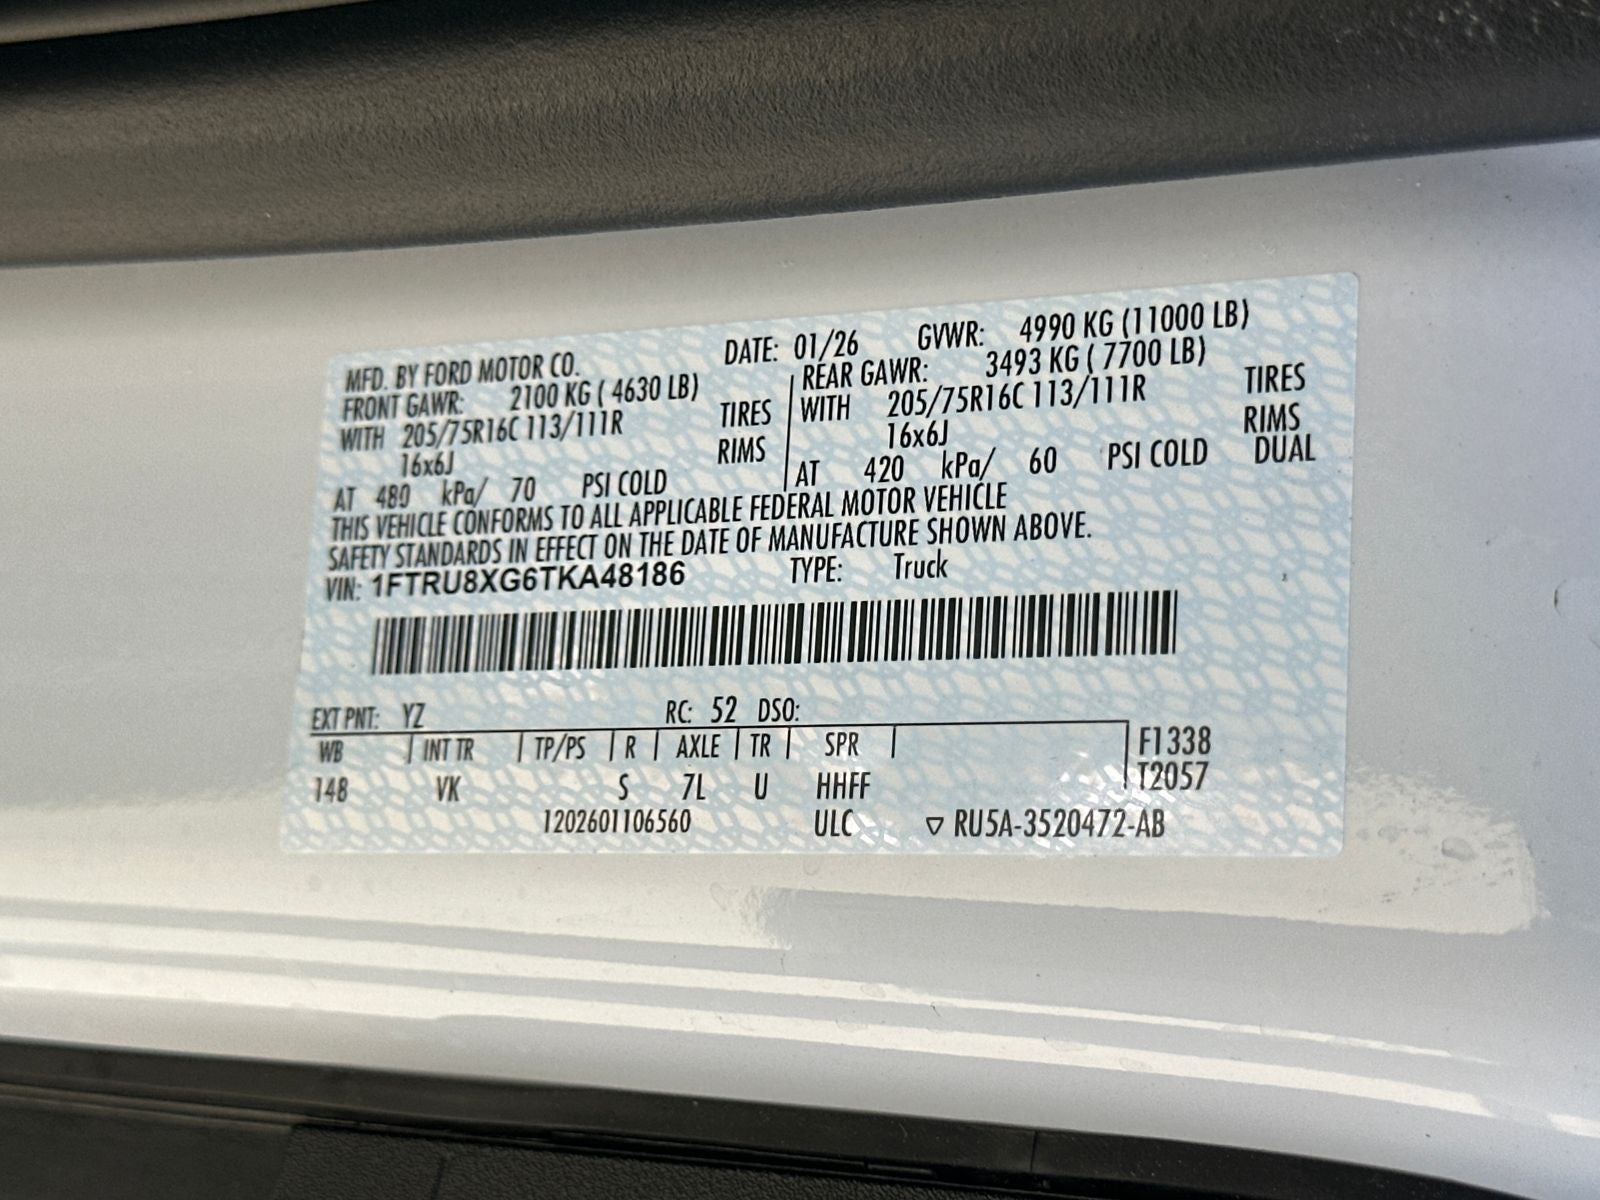 MFD. BY FORD MOTOR CO. DATE: 01/26 GVWR: 4990 KG (11000 LB)
FRONT GAWR: 2100 KG ( 4630 LB) REAR GAWR: 3493 KG ( 7700 LB)
WITH 205/75R16C 113/111R TIRES WITH 205/75R16C 113/111R TIRES
16x6J RIMS 16x6J RIMS
AT 480 kPa/ 70 PSI COLD AT 420 kPa/ 60 PSI COLD DUAL
THIS VEHICLE CONFORMS TO ALL APPLICABLE FEDERAL MOTOR VEHICLE
SAFETY STANDARDS IN EFFECT ON THE DATE OF MANUFACTURE SHOWN ABOVE.
VIN: 1FTRU8XG6TKA48186 TYPE: Truck
EXT PNT: YZ RC: 52 DSO:
WB INT TR TP/PS R AXLE TR SPR F1338
148 VK S 7L U HHFF T2057
1202601106560 ULC ▽ RU5A-3520472-AB